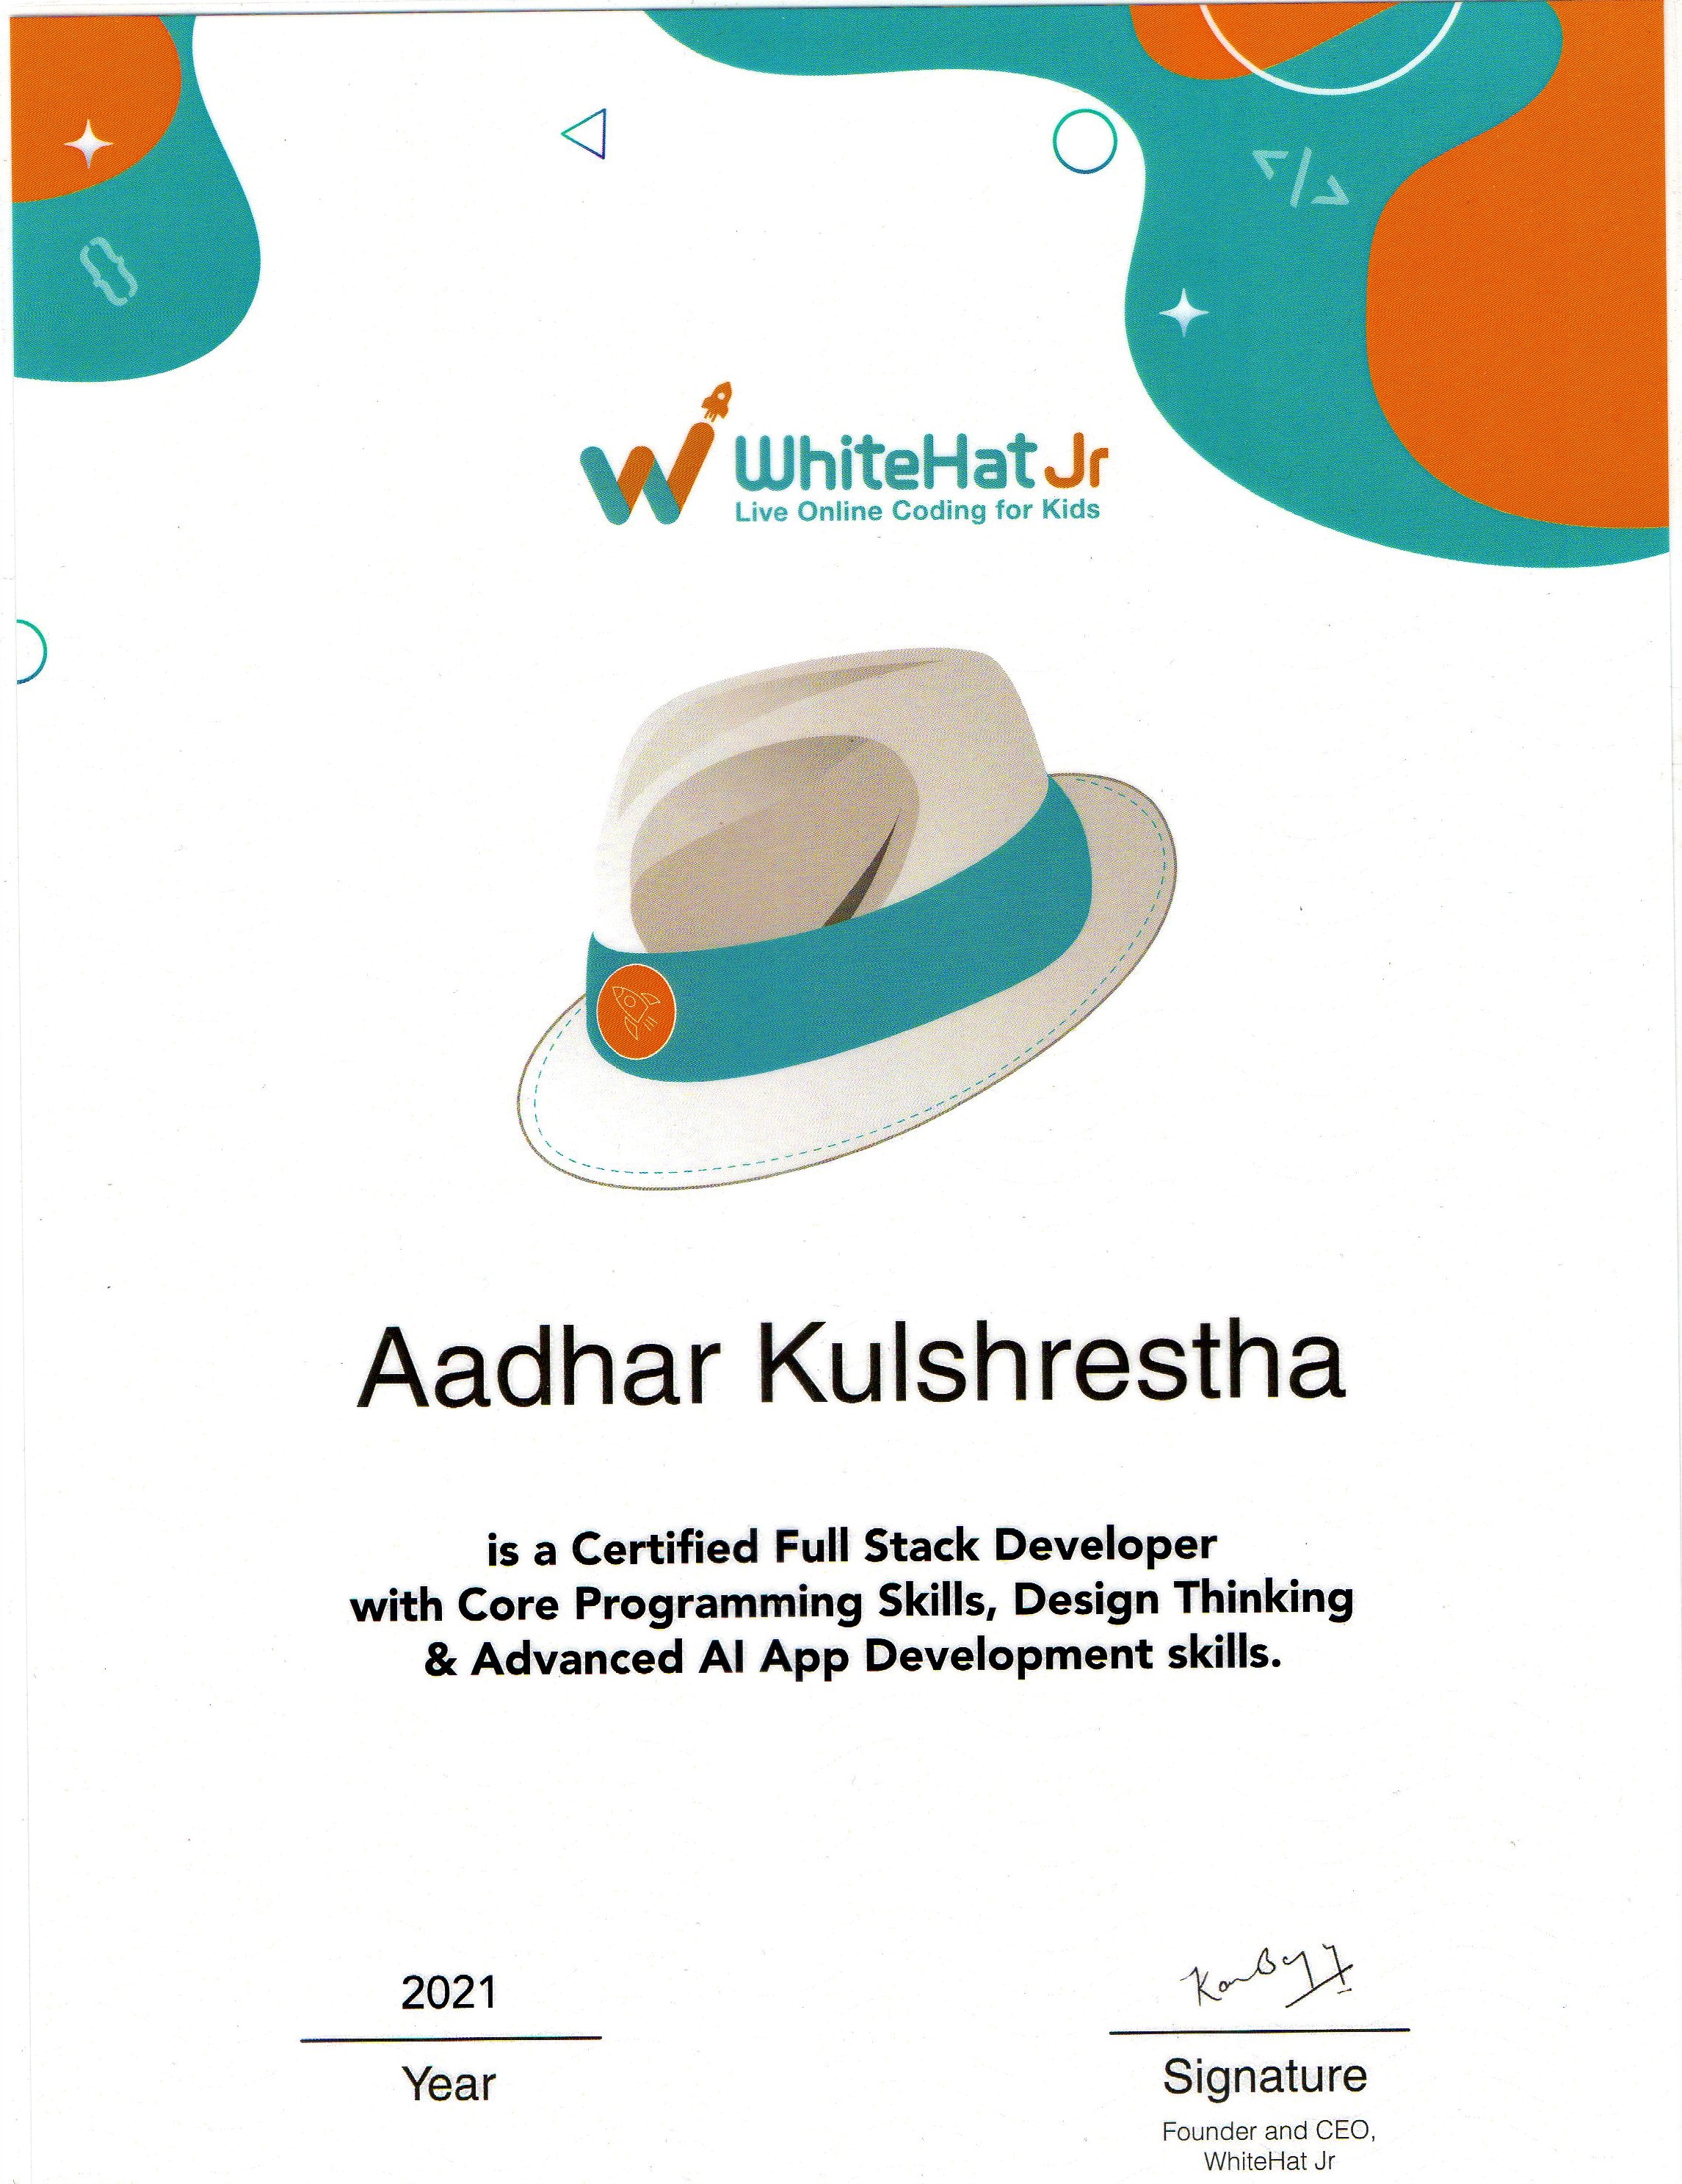 WhiteHat Jr
Live Online Coding for Kids
Aadhar Kulshrestha
is a Certified Full Stack Developer
with Core Programming Skills, Design Thinking
& Advanced AI App Development skills.
2021
Year
Signature
Founder and CEO,
WhiteHat Jr